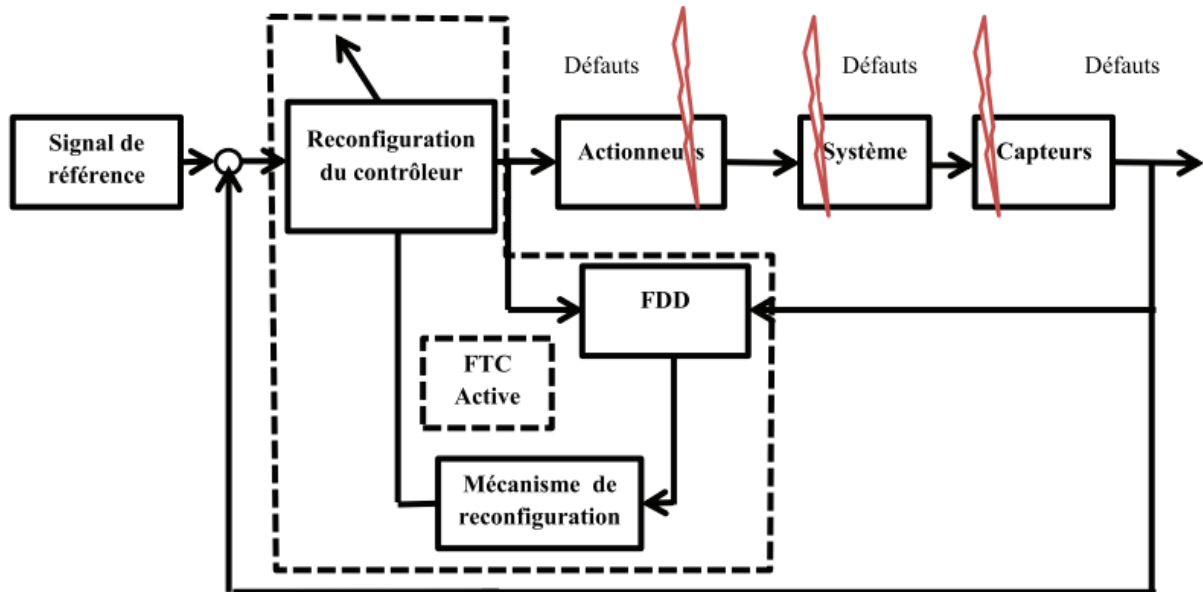 Défauts
Défauts
Défauts
Signal de
référence
Reconfiguration
du contrôleur
Actionneurs
Système
Capteurs
FDD
FTC
Active
Mécanisme de
reconfiguration